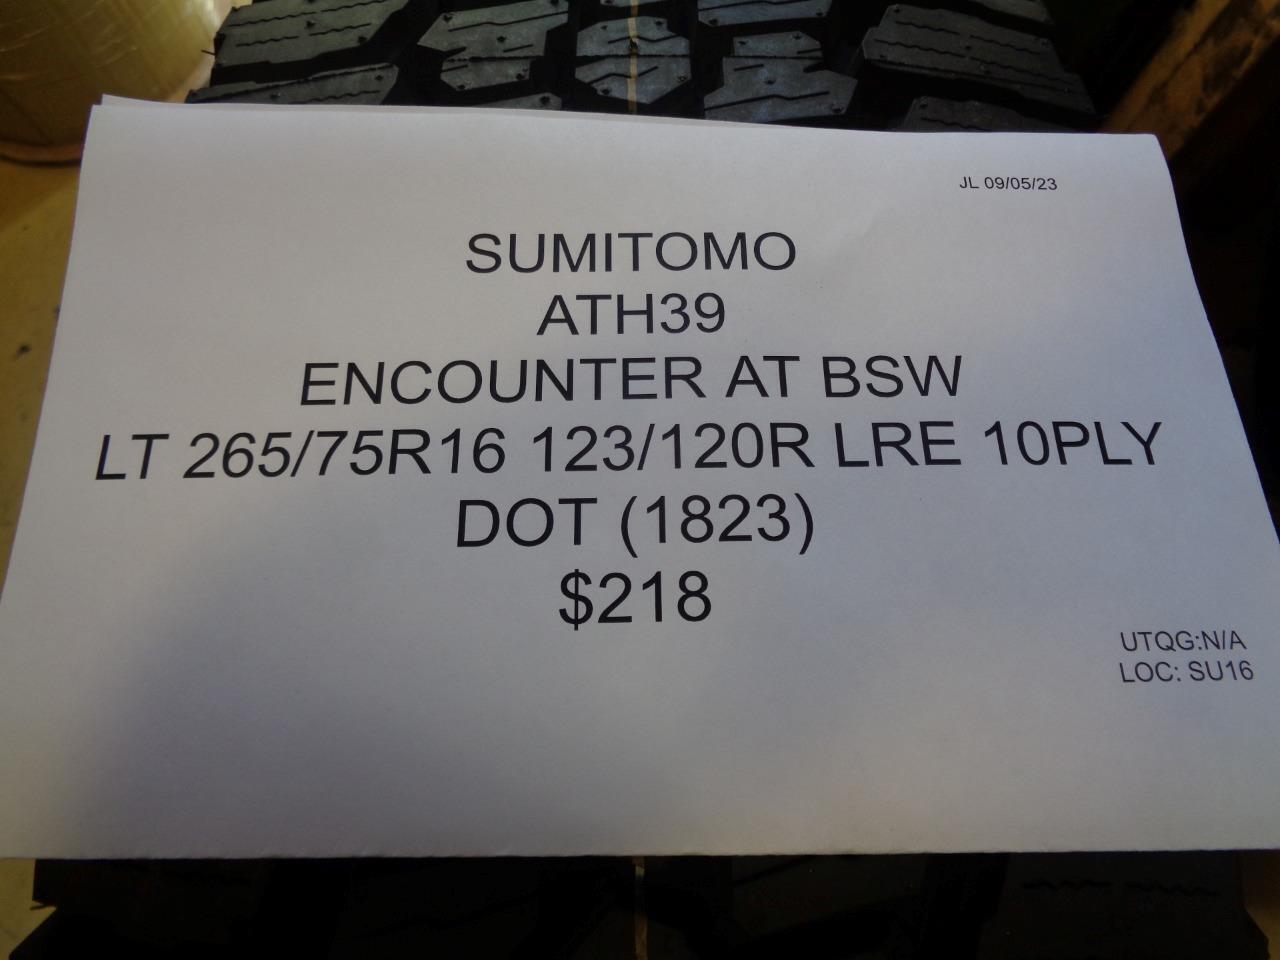 JL 09/05/23
SUMITOMO
ATH39
ENCOUNTER AT BSW
LT 265/75R16 123/120R LRE 10PLY
DOT (1823)
$218
UTQG:N/A
LOC: SU16